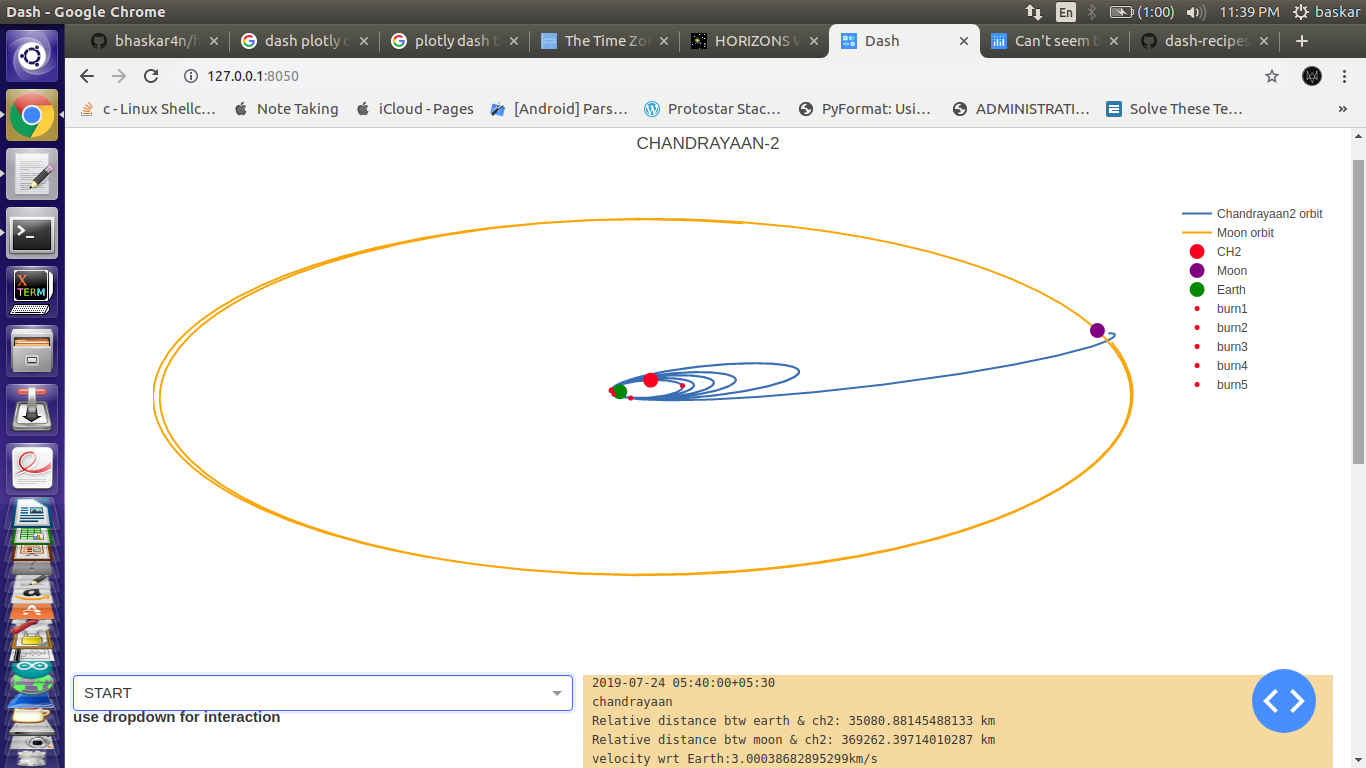 Dash - Google Chrome
En
(1:00)
11:39 PM
baskar
bhaskar4n/h
dash plotly c
plotly dash t
The Time Zo
HORIZONS W
Dash
Can't seem t
dash-recipes
127.0.0.1:8050
c - Linux Shellc...
Note Taking
iCloud - Pages
[Android] Pars...
Protostar Stac...
PyFormat: Usi...
ADMINISTRATI...
Solve These Te...
»
CHANDRAYAAN-2
Chandrayaan2 orbit
Moon orbit
CH2
Moon
Earth
burn1
burn2
burn3
burn4
burn5
X
TERM
START
use dropdown for interaction
2019-07-24 05:40:00+05:30
chandrayaan
Relative distance btw earth & ch2: 35080.88145488133 km
Relative distance btw moon & ch2: 369262.39714010287 km
velocity wrt Earth:3.00038682895299km/s